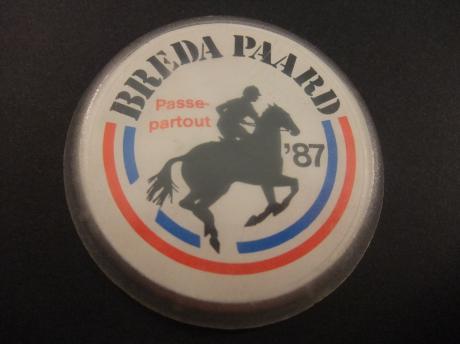 BREDA PAARD
Passe-
partout
'87